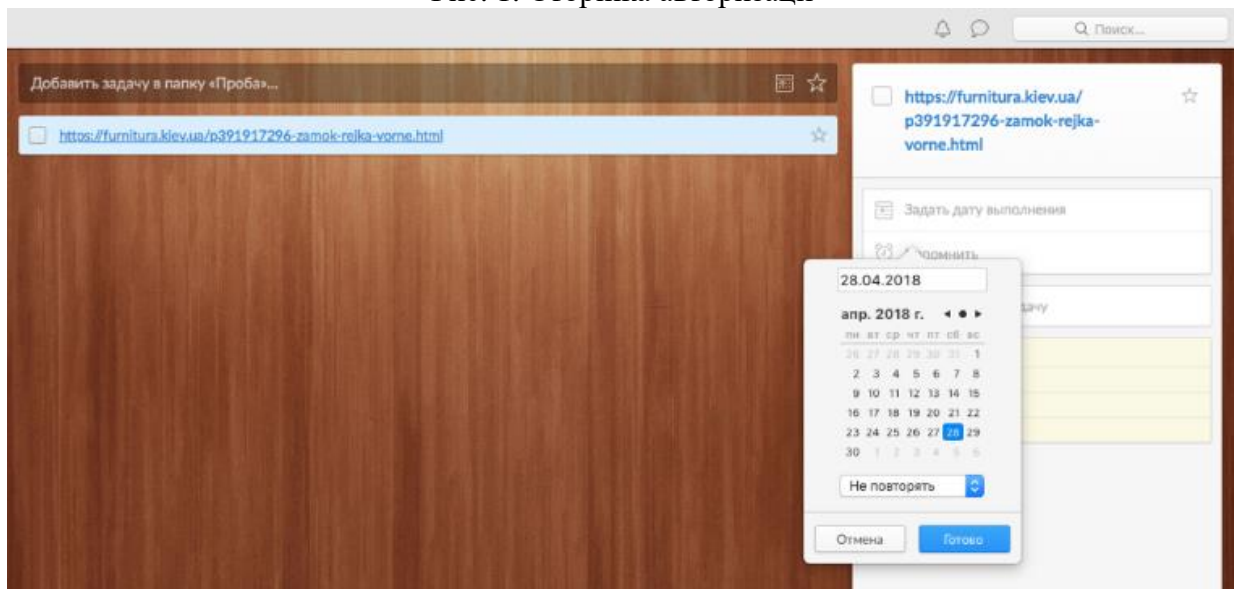 Поиск...
Добавить задачу в папку «Проба»...
https://furnitura.kiev.ua/p391917296-zamok-rejka-vorne.html
https://furnitura.kiev.ua/
p391917296-zamok-rejka-
vorne.html
Задать дату выполнения
28.04.2018
апр. 2018 г.
пн вт ср чт пт сб вс
26 27 28 29 30 31 1
2 3 4 5 6 7 8
9 10 11 12 13 14 15
16 17 18 19 20 21 22
23 24 25 26 27 28 29
30 1 2 3 4 5 6
Не повторять
Отмена
Готово